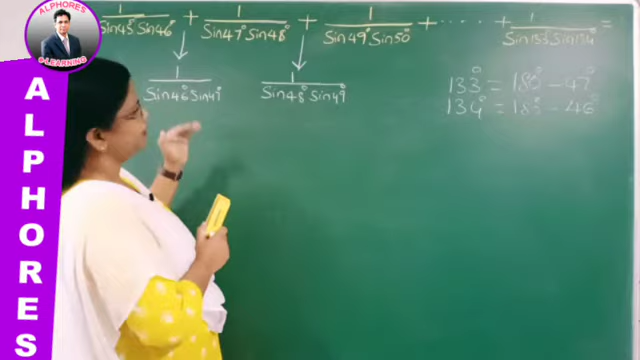 ALPHORES
e-LEARNING
ALPHORES
1/(Sin45° Sin46°) + 1/(Sin47° Sin48°) + 1/(Sin49° Sin50°) + ..... + 1/(Sin133° Sin134°) =
1/(Sin46° Sin47°) 1/(Sin48° Sin49°)
133° = 180° - 47°
134° = 180° - 46°